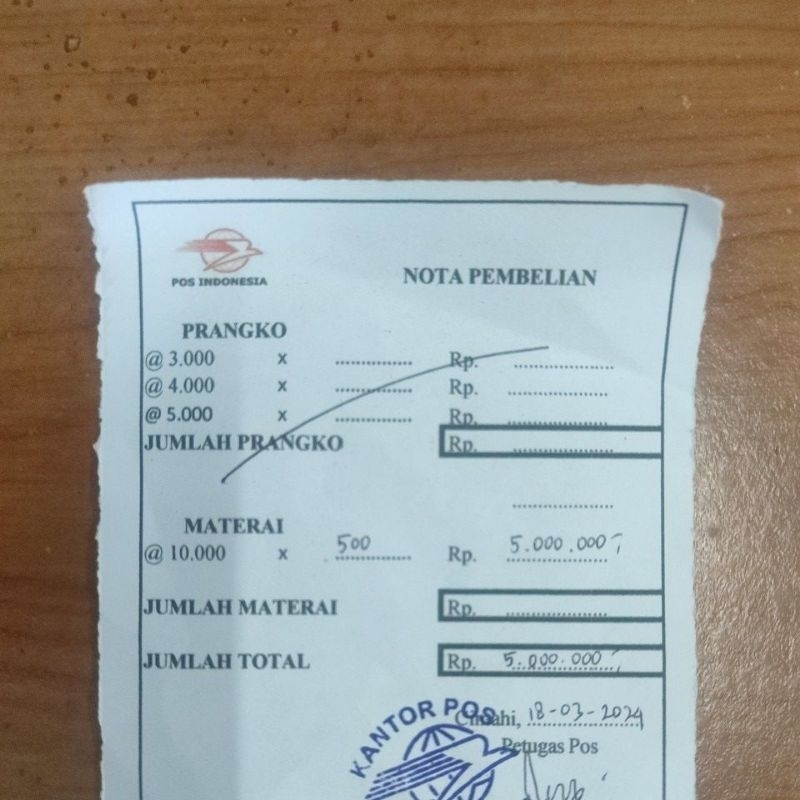 POS INDONESIA
NOTA PEMBELIAN
PRANGKO
@ 3.000 x ............... Rp. ....................
@ 4.000 x ............... Rp. ....................
@ 5.000 x ............... Rp. ....................
JUMLAH PRANGKO Rp. ....................
....................
MATERAI
@ 10.000 x 500 Rp. 5.000.000,-
JUMLAH MATERAI Rp. ....................
JUMLAH TOTAL Rp. 5.000.000,-
KANTOR POS
Cimahi, 18-03-2024
Petugas Pos